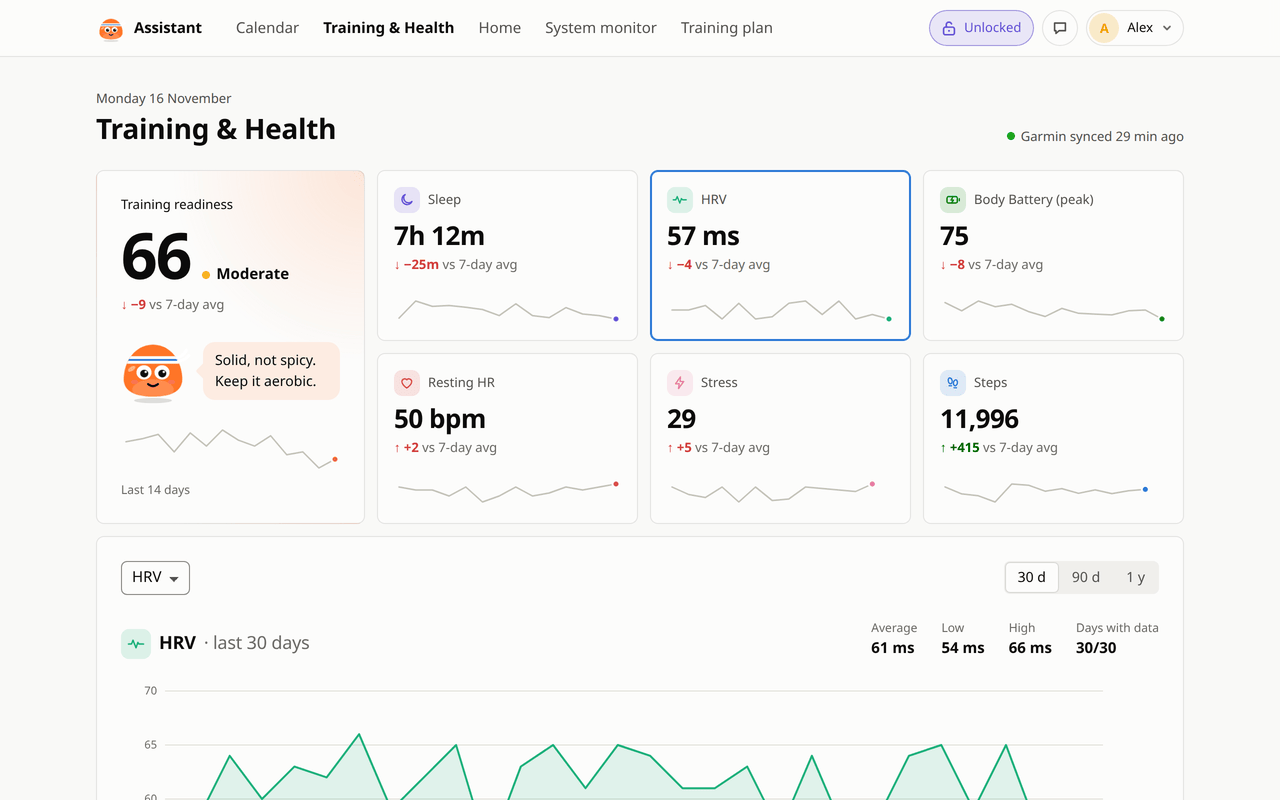 Assistant
Calendar
Training & Health
Home
System monitor
Training plan
Unlocked
A
Alex
Monday 16 November
Training & Health
Garmin synced 29 min ago
Training readiness
66
Moderate
↓ −9 vs 7-day avg
Solid, not spicy.
Keep it aerobic.
Last 14 days
Sleep
7h 12m
↓ −25m vs 7-day avg
HRV
57 ms
↓ −4 vs 7-day avg
Body Battery (peak)
75
↓ −8 vs 7-day avg
Resting HR
50 bpm
↑ +2 vs 7-day avg
Stress
29
↑ +5 vs 7-day avg
Steps
11,996
↑ +415 vs 7-day avg
HRV
30 d
90 d
1 y
HRV · last 30 days
Average
61 ms
Low
54 ms
High
66 ms
Days with data
30/30
70
65
60